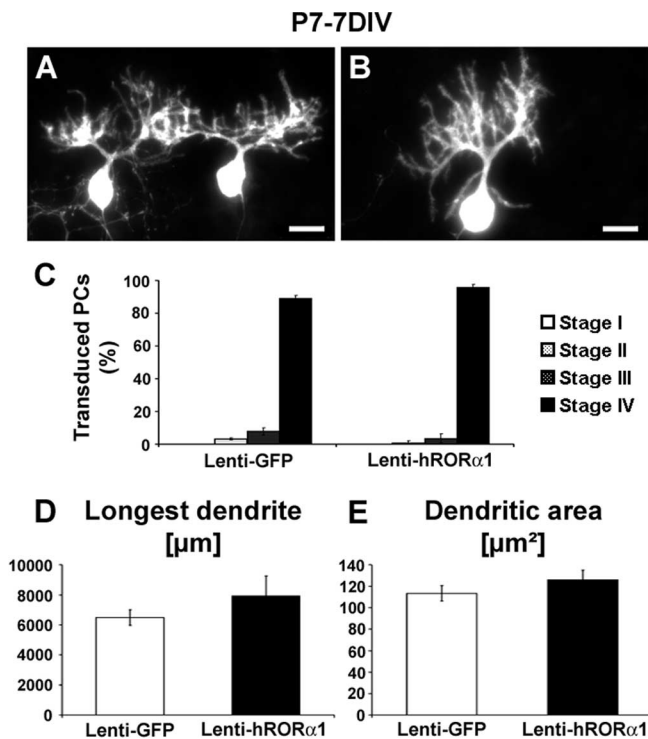 P7-7DIV
A
B
C
Transduced PCs
(%)
100
80
60
40
20
0
Lenti-GFP
Lenti-hRORα1
Stage I
Stage II
Stage III
Stage IV
D
Longest dendrite
[µm]
10000
8000
6000
4000
2000
0
Lenti-GFP
Lenti-hRORα1
E
Dendritic area
[µm²]
140
120
100
80
60
40
20
0
Lenti-GFP
Lenti-hRORα1